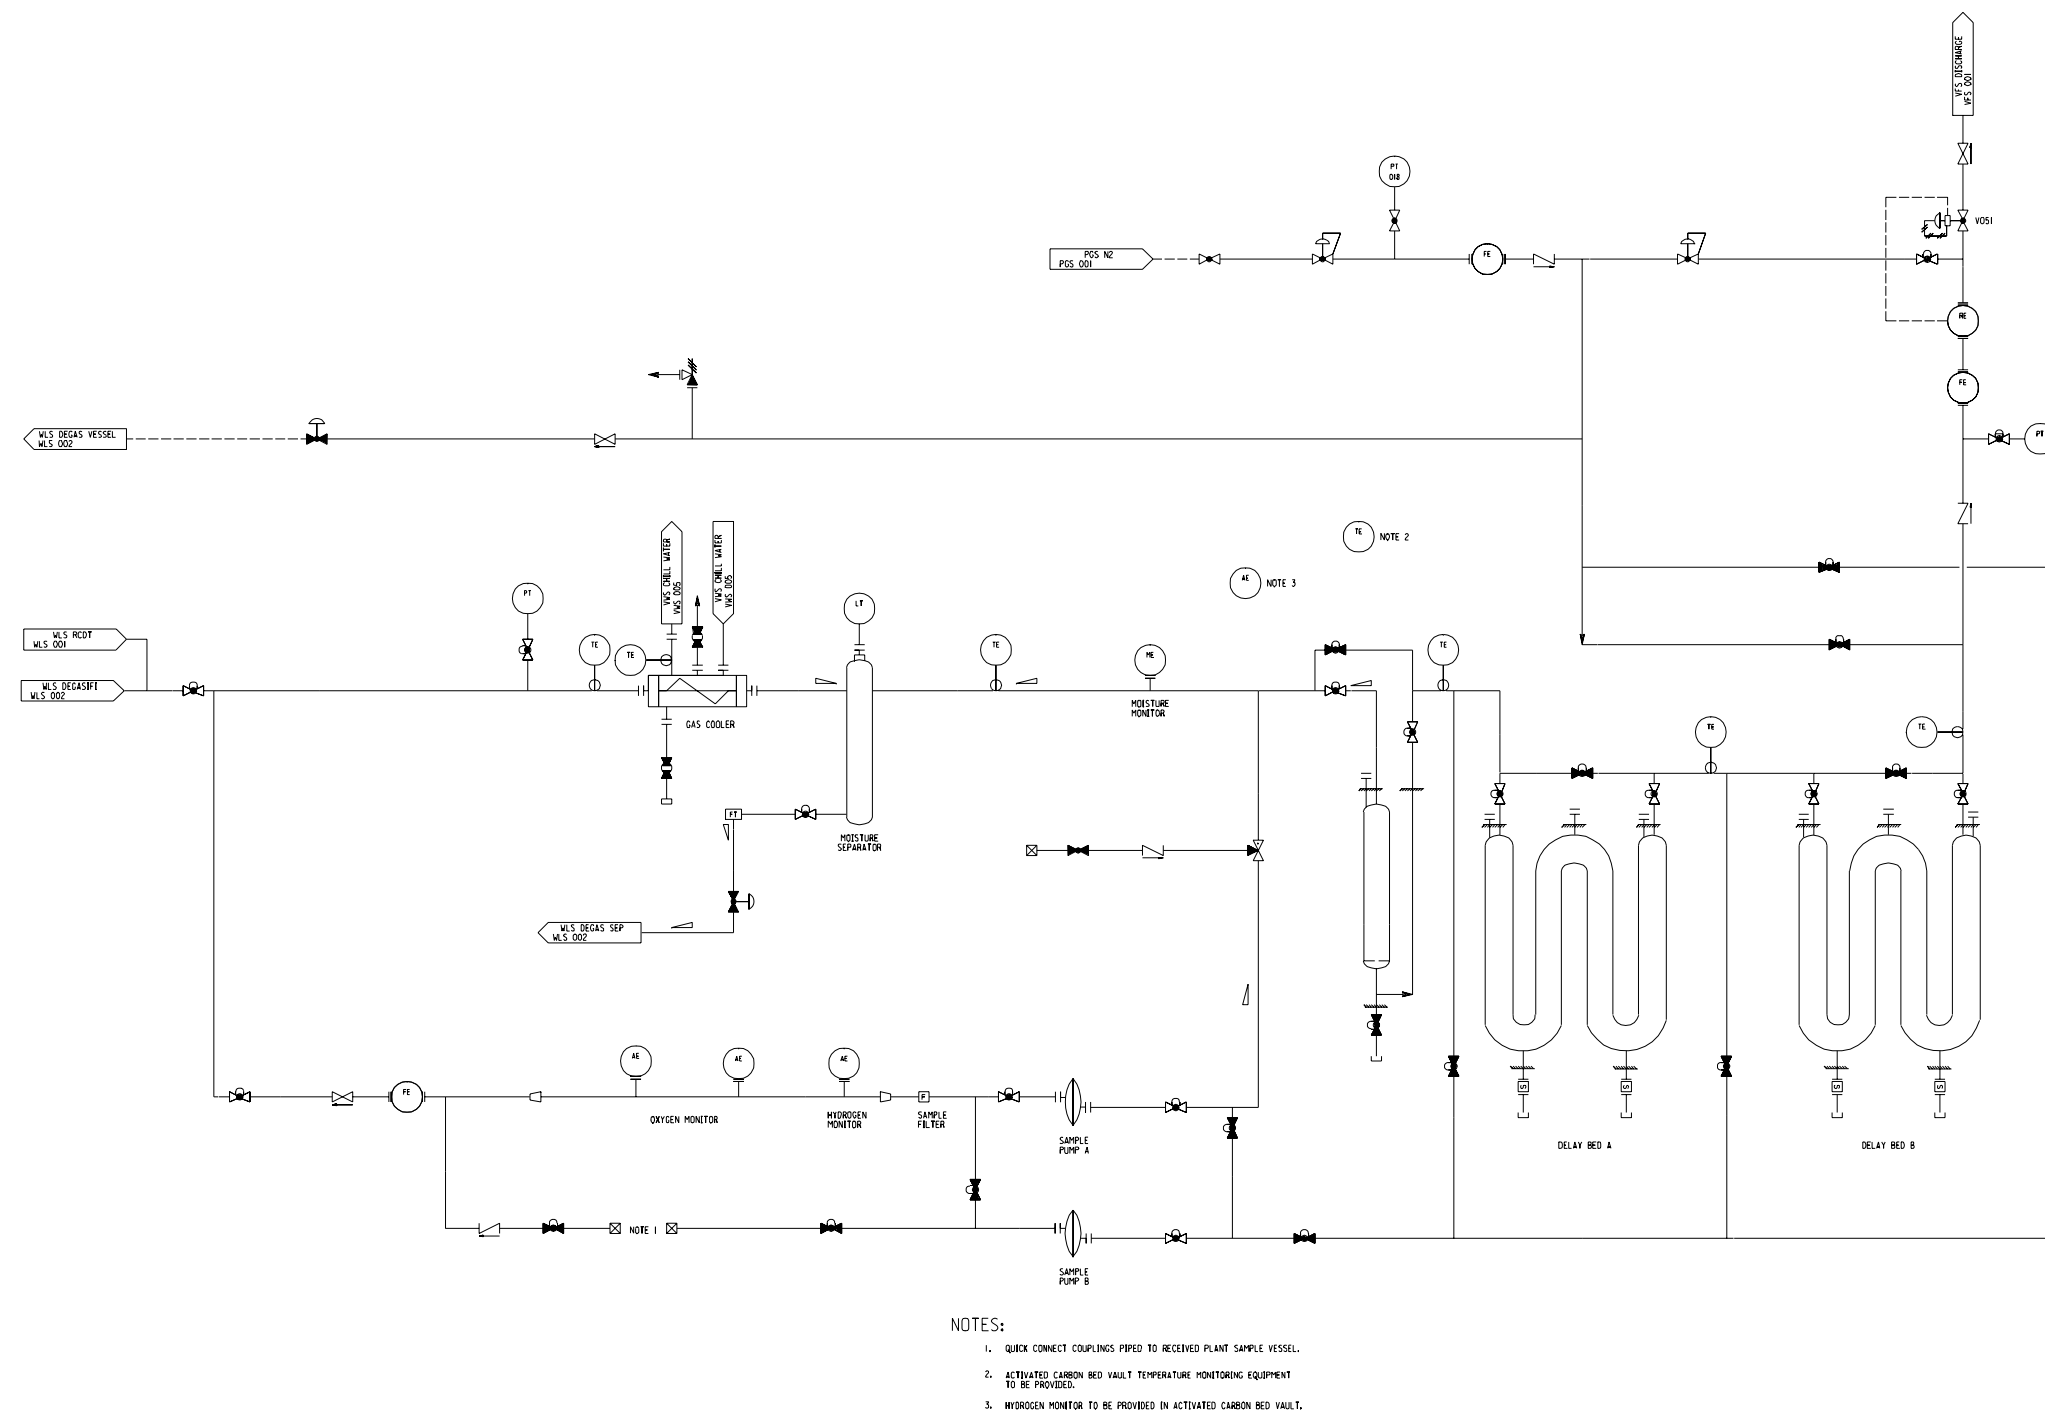 VFS DISCHARGE
VFS 001
PT
018
V051
PGS N2
PGS 001
FE
RE
FE
WLS DEGAS VESSEL
WLS 002
PT
TE
NOTE 2
VWS CHILL WATER
VWS 005
VWS CHILL WATER
VWS 005
AE
NOTE 3
PT
LT
WLS RCDT
WLS 001
TE
TE
TE
ME
TE
WLS DEGASIFI
WLS 002
GAS COOLER
MOISTURE
MONITOR
TE
TE
FT
MOISTURE
SEPARATOR
WLS DEGAS SEP
WLS 002
AE
AE
AE
FE
F
S
S
S
S
OXYGEN MONITOR
HYDROGEN
MONITOR
SAMPLE
FILTER
SAMPLE
PUMP A
DELAY BED A
DELAY BED B
NOTE 1
SAMPLE
PUMP B
NOTES:
1. QUICK CONNECT COUPLINGS PIPED TO RECEIVED PLANT SAMPLE VESSEL.
2. ACTIVATED CARBON BED VAULT TEMPERATURE MONITORING EQUIPMENT
TO BE PROVIDED.
3. HYDROGEN MONITOR TO BE PROVIDED IN ACTIVATED CARBON BED VAULT.